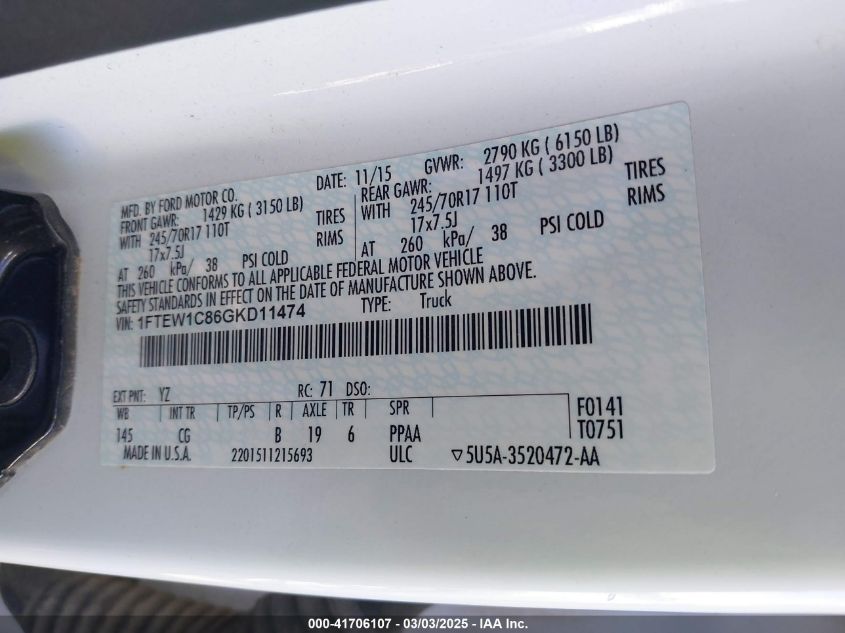 MFD. BY FORD MOTOR CO. DATE: 11/15 GVWR: 2790 KG ( 6150 LB)
FRONT GAWR: 1429 KG ( 3150 LB) REAR GAWR: 1497 KG ( 3300 LB)
WITH 245/70R17 110T TIRES WITH 245/70R17 110T TIRES
17x7.5J RIMS 17x7.5J RIMS
AT 260 kPa/ 38 PSI COLD AT 260 kPa/ 38 PSI COLD
THIS VEHICLE CONFORMS TO ALL APPLICABLE FEDERAL MOTOR VEHICLE
SAFETY STANDARDS IN EFFECT ON THE DATE OF MANUFACTURE SHOWN ABOVE.
VIN: 1FTEW1C86GKD11474 TYPE: Truck
EXT PNT: YZ RC: 71 DSO:
WB INT TR TP/PS R AXLE TR SPR F0141
145 CG B 19 6 PPAA T0751
MADE IN U.S.A. 2201511215693 ULC ▽5U5A-3520472-AA
000-41706107 - 03/03/2025 - IAA Inc.